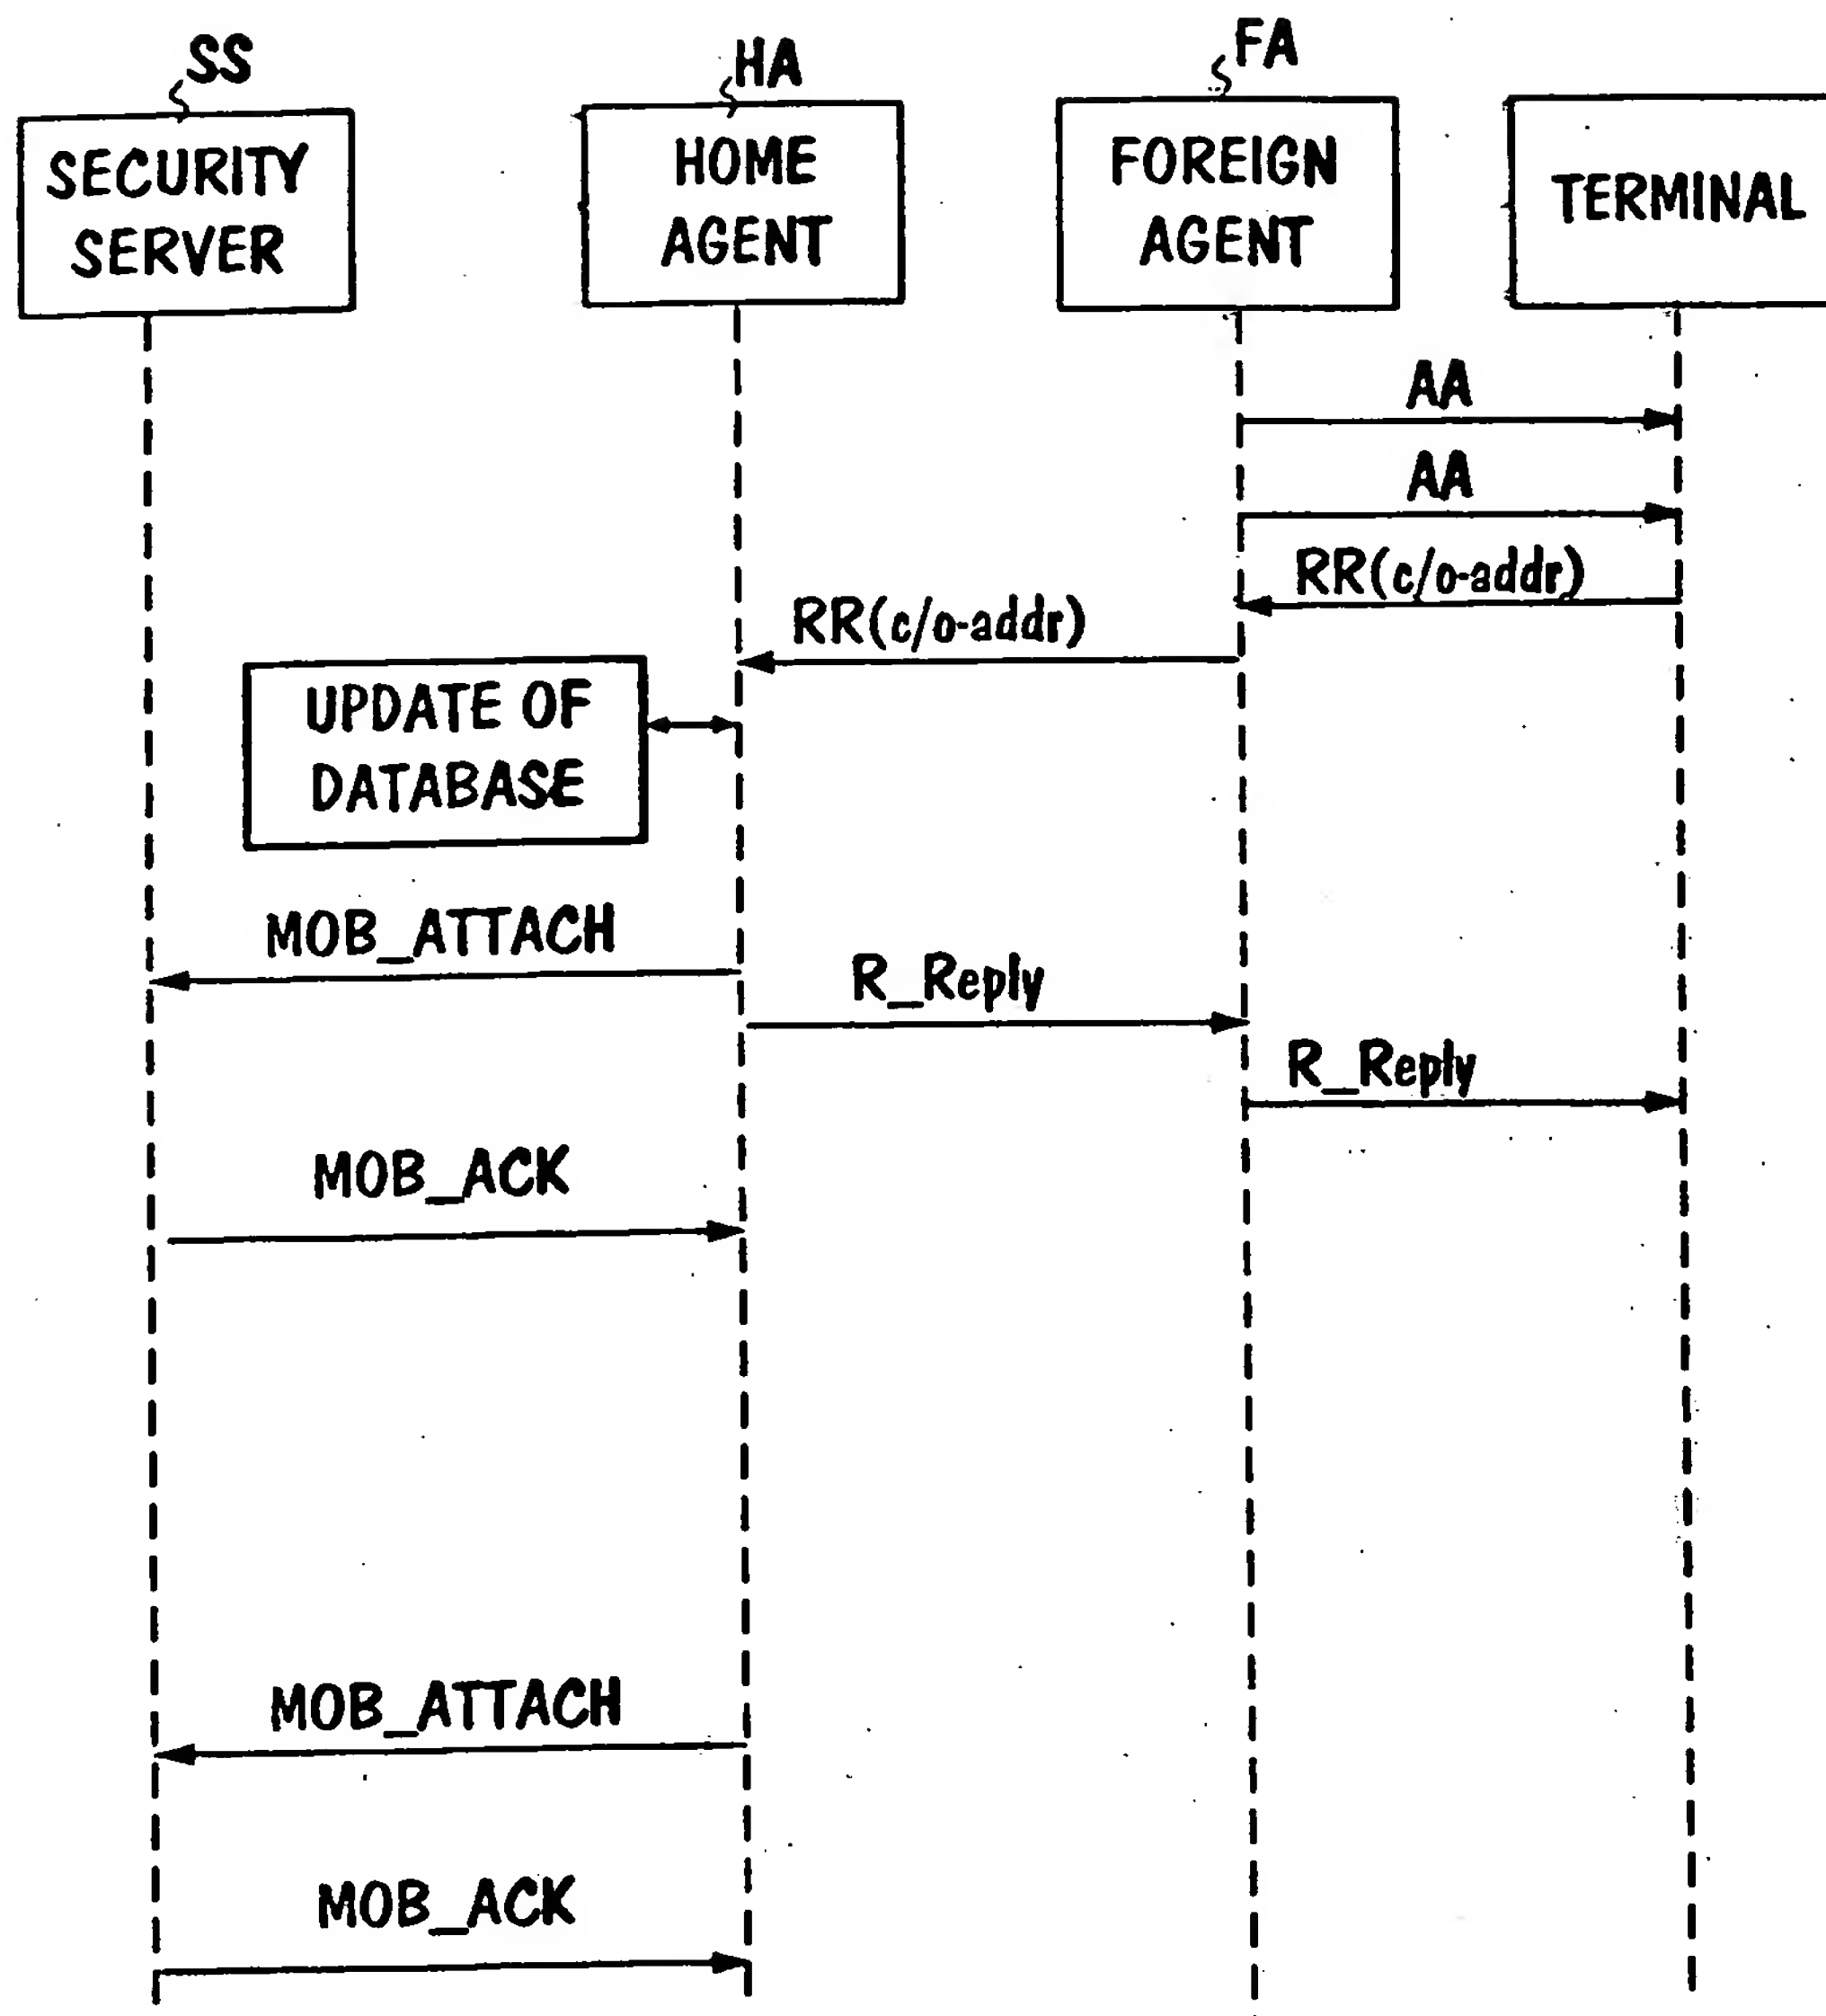 SS
HA
FA
SECURITY
SERVER
HOME
AGENT
FOREIGN
AGENT
TERMINAL
AA
AA
RR(c/o-addr)
RR(c/o-addr)
UPDATE OF
DATABASE
MOB_ATTACH
R_Reply
R_Reply
MOB_ACK
MOB_ATTACH
MOB_ACK